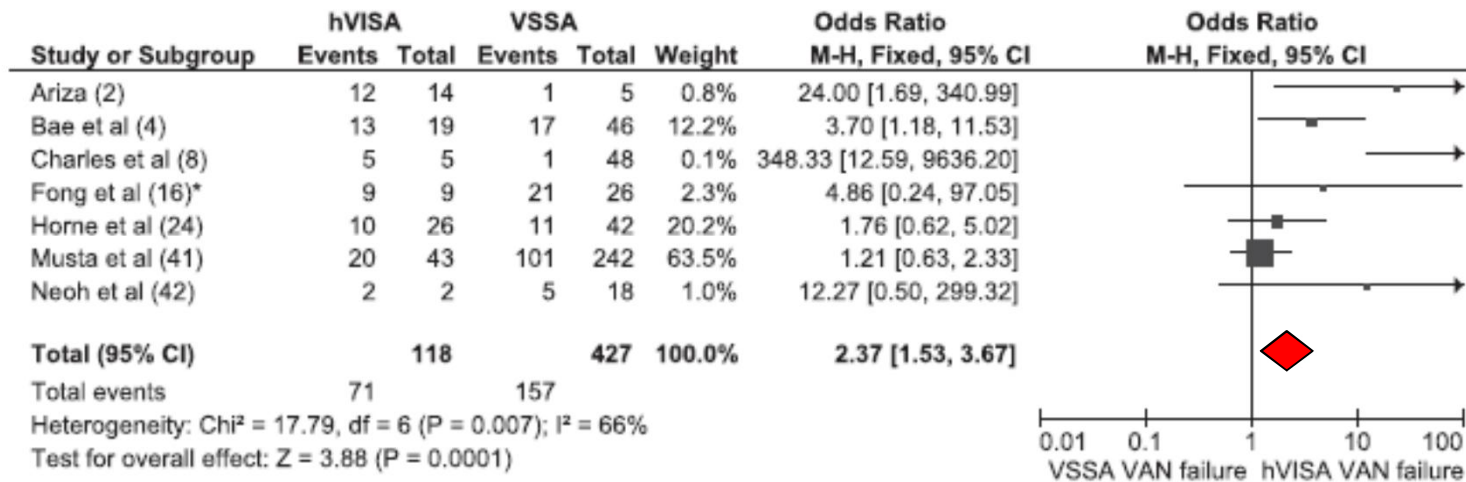 hVISA VSSA Odds Ratio Odds Ratio
Study or Subgroup Events Total Events Total Weight M-H, Fixed, 95% CI M-H, Fixed, 95% CI
Ariza (2) 12 14 1 5 0.8% 24.00 [1.69, 340.99]
Bae et al (4) 13 19 17 46 12.2% 3.70 [1.18, 11.53]
Charles et al (8) 5 5 1 48 0.1% 348.33 [12.59, 9636.20]
Fong et al (16)* 9 9 21 26 2.3% 4.86 [0.24, 97.05]
Horne et al (24) 10 26 11 42 20.2% 1.76 [0.62, 5.02]
Musta et al (41) 20 43 101 242 63.5% 1.21 [0.63, 2.33]
Neoh et al (42) 2 2 5 18 1.0% 12.27 [0.50, 299.32]
Total (95% CI) 118 427 100.0% 2.37 [1.53, 3.67]
Total events 71 157
Heterogeneity: Chi² = 17.79, df = 6 (P = 0.007); I² = 66%
Test for overall effect: Z = 3.88 (P = 0.0001)
0.01 0.1 1 10 100
VSSA VAN failure hVISA VAN failure